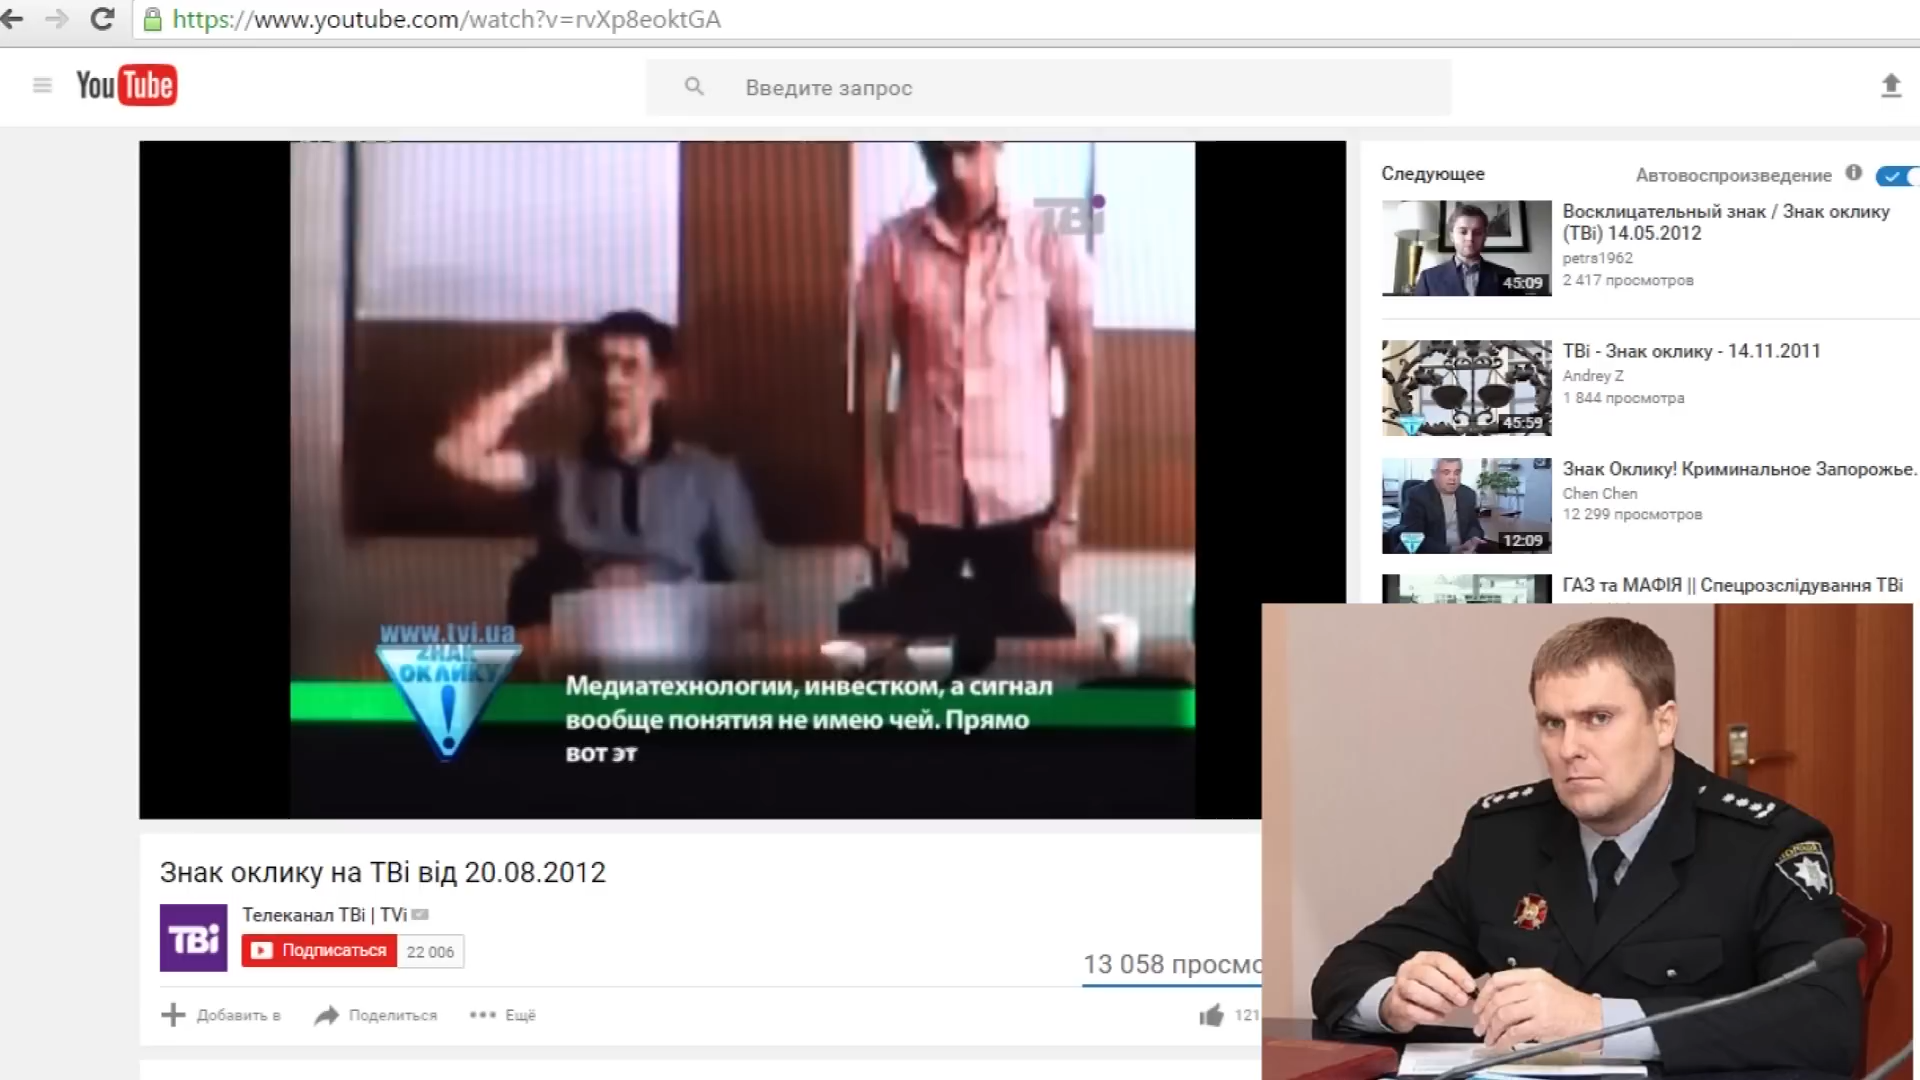 https://www.youtube.com/watch?v=rvXp8eoktGA
YouTube
Введите запрос
Следующее
Автовоспроизведение
Восклицательный знак / Знак оклику
(ТВі) 14.05.2012
petrs1962
2 417 просмотров
45:09
ТВі - Знак оклику - 14.11.2011
Andrey Z
1 844 просмотра
45:59
Знак Оклику! Криминальное Запорожье.
Chen Chen
12 299 просмотров
12:09
ГАЗ та МАФІЯ || Спецрозслідування ТВі
ТВі
www.tvi.ua
ZНАК
ОКЛИКУ
Медиатехнологии, инвестком, а сигнал
вообще понятия не имею чей. Прямо
вот эт
Знак оклику на ТВі від 20.08.2012
ТВі
Телеканал ТВі | TVi
Подписаться
22 006
13 058 просмо
Добавить в
Поделиться
Ещё
121